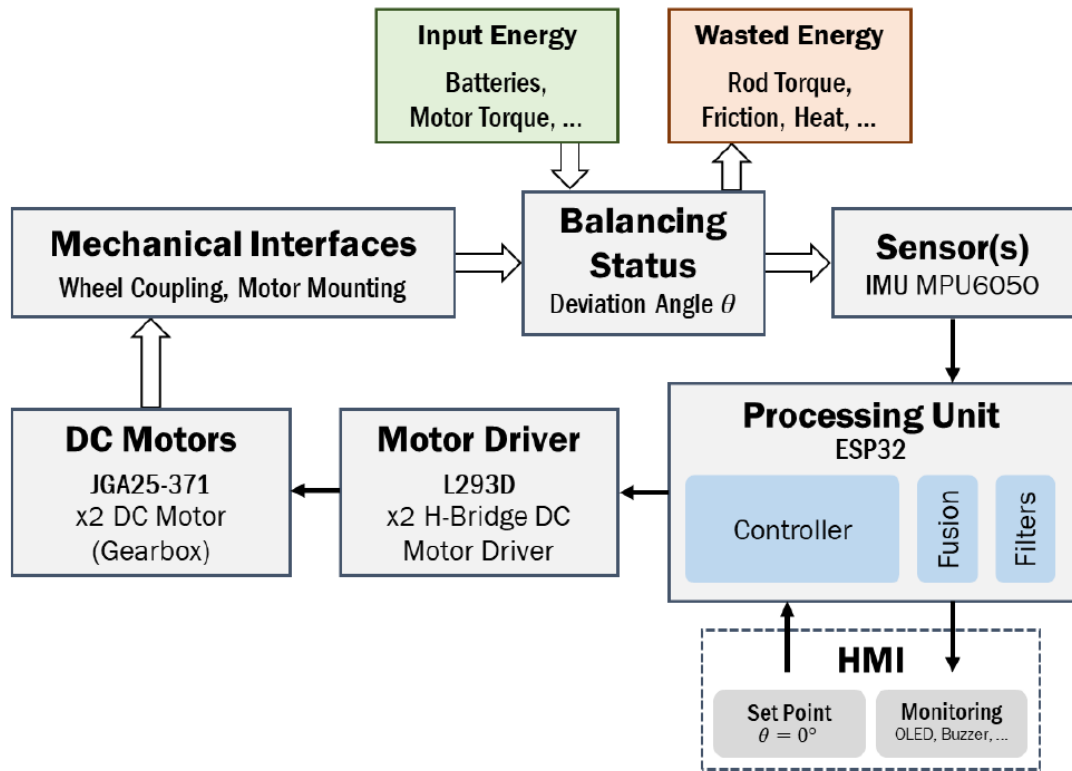 Input Energy
Batteries,
Motor Torque, ...
Wasted Energy
Rod Torque,
Friction, Heat, ...
Mechanical Interfaces
Wheel Coupling, Motor Mounting
Balancing
Status
Deviation Angle θ
Sensor(s)
IMU MPU6050
DC Motors
JGA25-371
x2 DC Motor
(Gearbox)
Motor Driver
L293D
x2 H-Bridge DC
Motor Driver
Processing Unit
ESP32
Controller
Fusion
Filters
HMI
Set Point
θ = 0°
Monitoring
OLED, Buzzer, ...